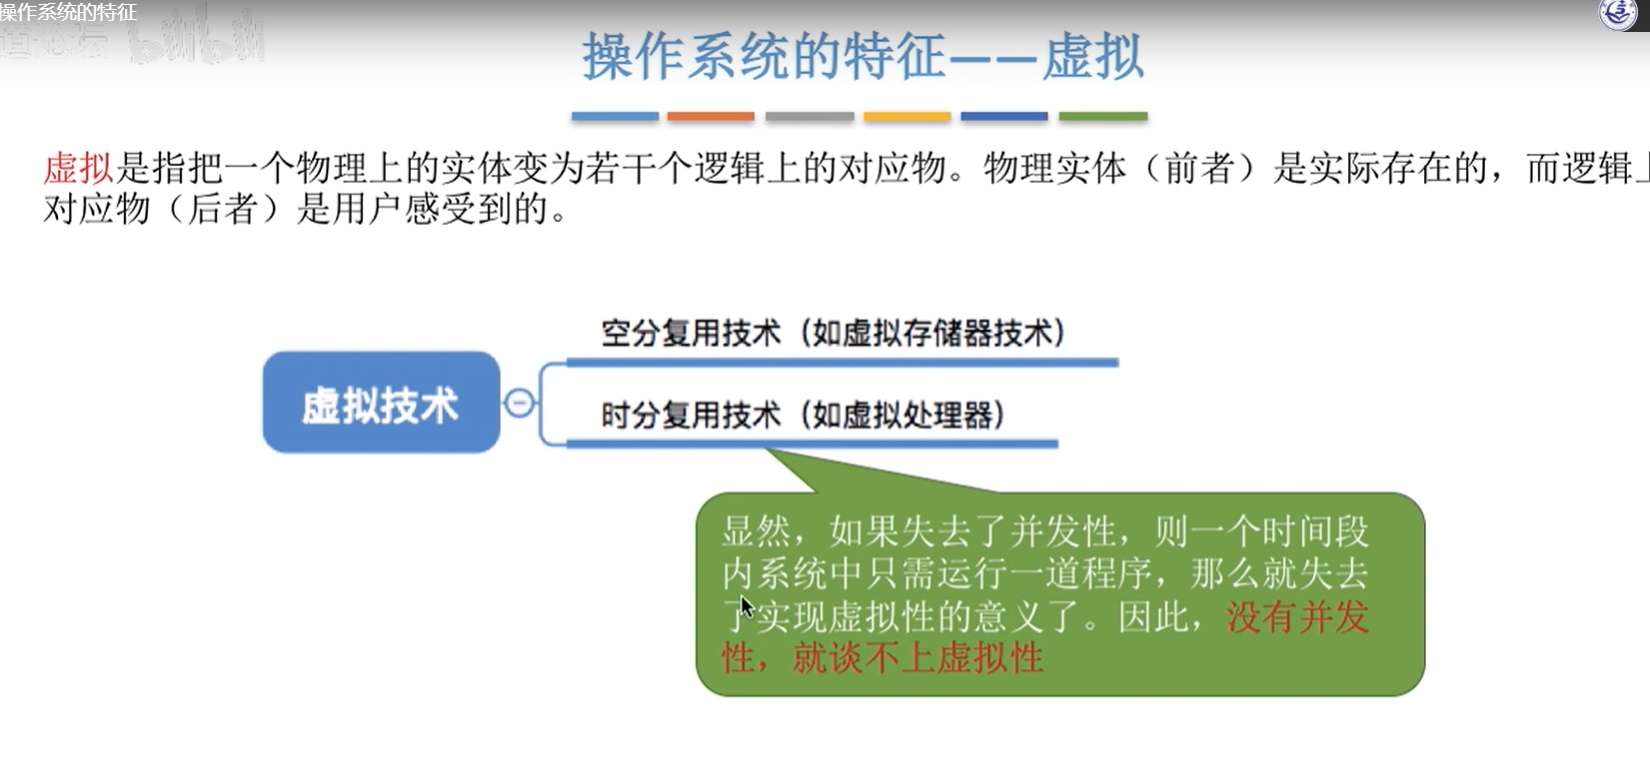 操作系统的特征
道论坛 bilibili
操作系统的特征——虚拟
虚拟是指把一个物理上的实体变为若干个逻辑上的对应物。物理实体（前者）是实际存在的，而逻辑上
对应物（后者）是用户感受到的。
空分复用技术（如虚拟存储器技术）
虚拟技术
时分复用技术（如虚拟处理器）
显然，如果失去了并发性，则一个时间段
内系统中只需运行一道程序，那么就失去
了实现虚拟性的意义了。因此，没有并发
性，就谈不上虚拟性